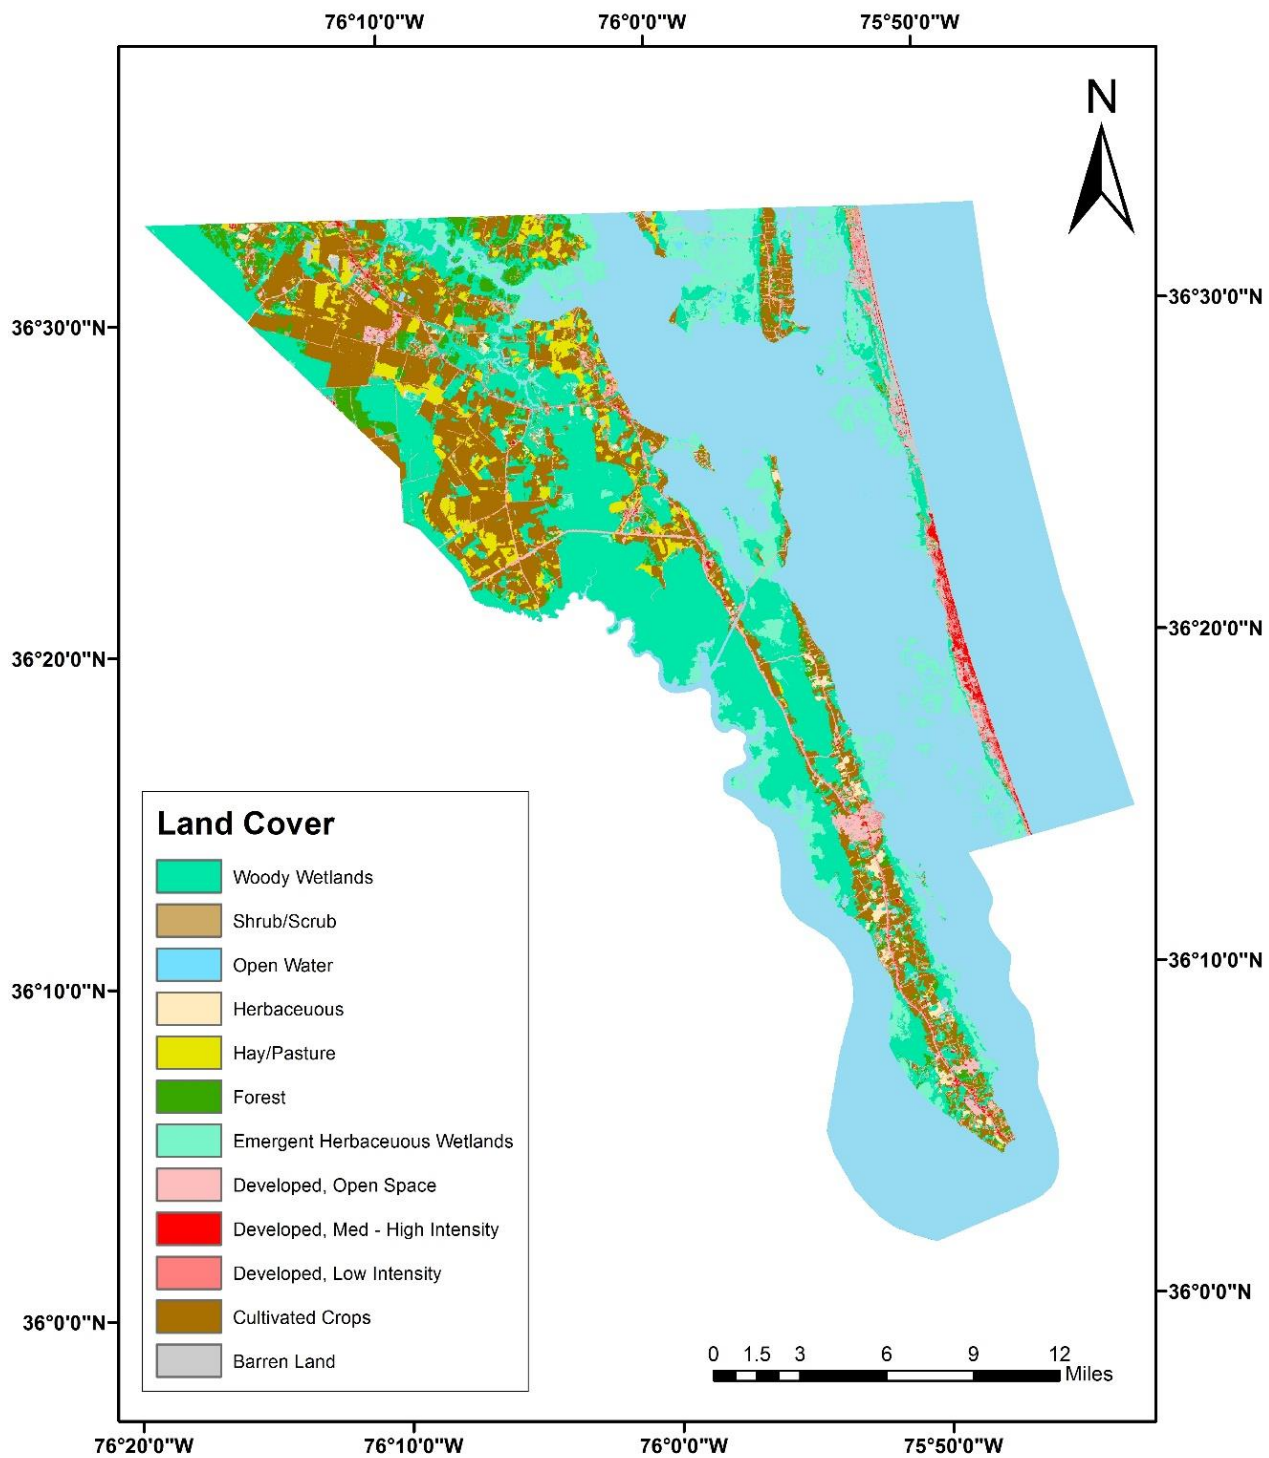 76°10'0"W 76°0'0"W 75°50'0"W
N
36°30'0"N
36°30'0"N
36°20'0"N
36°20'0"N
Land Cover
Woody Wetlands
Shrub/Scrub
Open Water
Herbaceuous
Hay/Pasture
Forest
Emergent Herbaceuous Wetlands
Developed, Open Space
Developed, Med - High Intensity
Developed, Low Intensity
Cultivated Crops
Barren Land
36°10'0"N
36°10'0"N
36°0'0"N
36°0'0"N
0 1.5 3 6 9 12
Miles
76°20'0"W 76°10'0"W 76°0'0"W 75°50'0"W